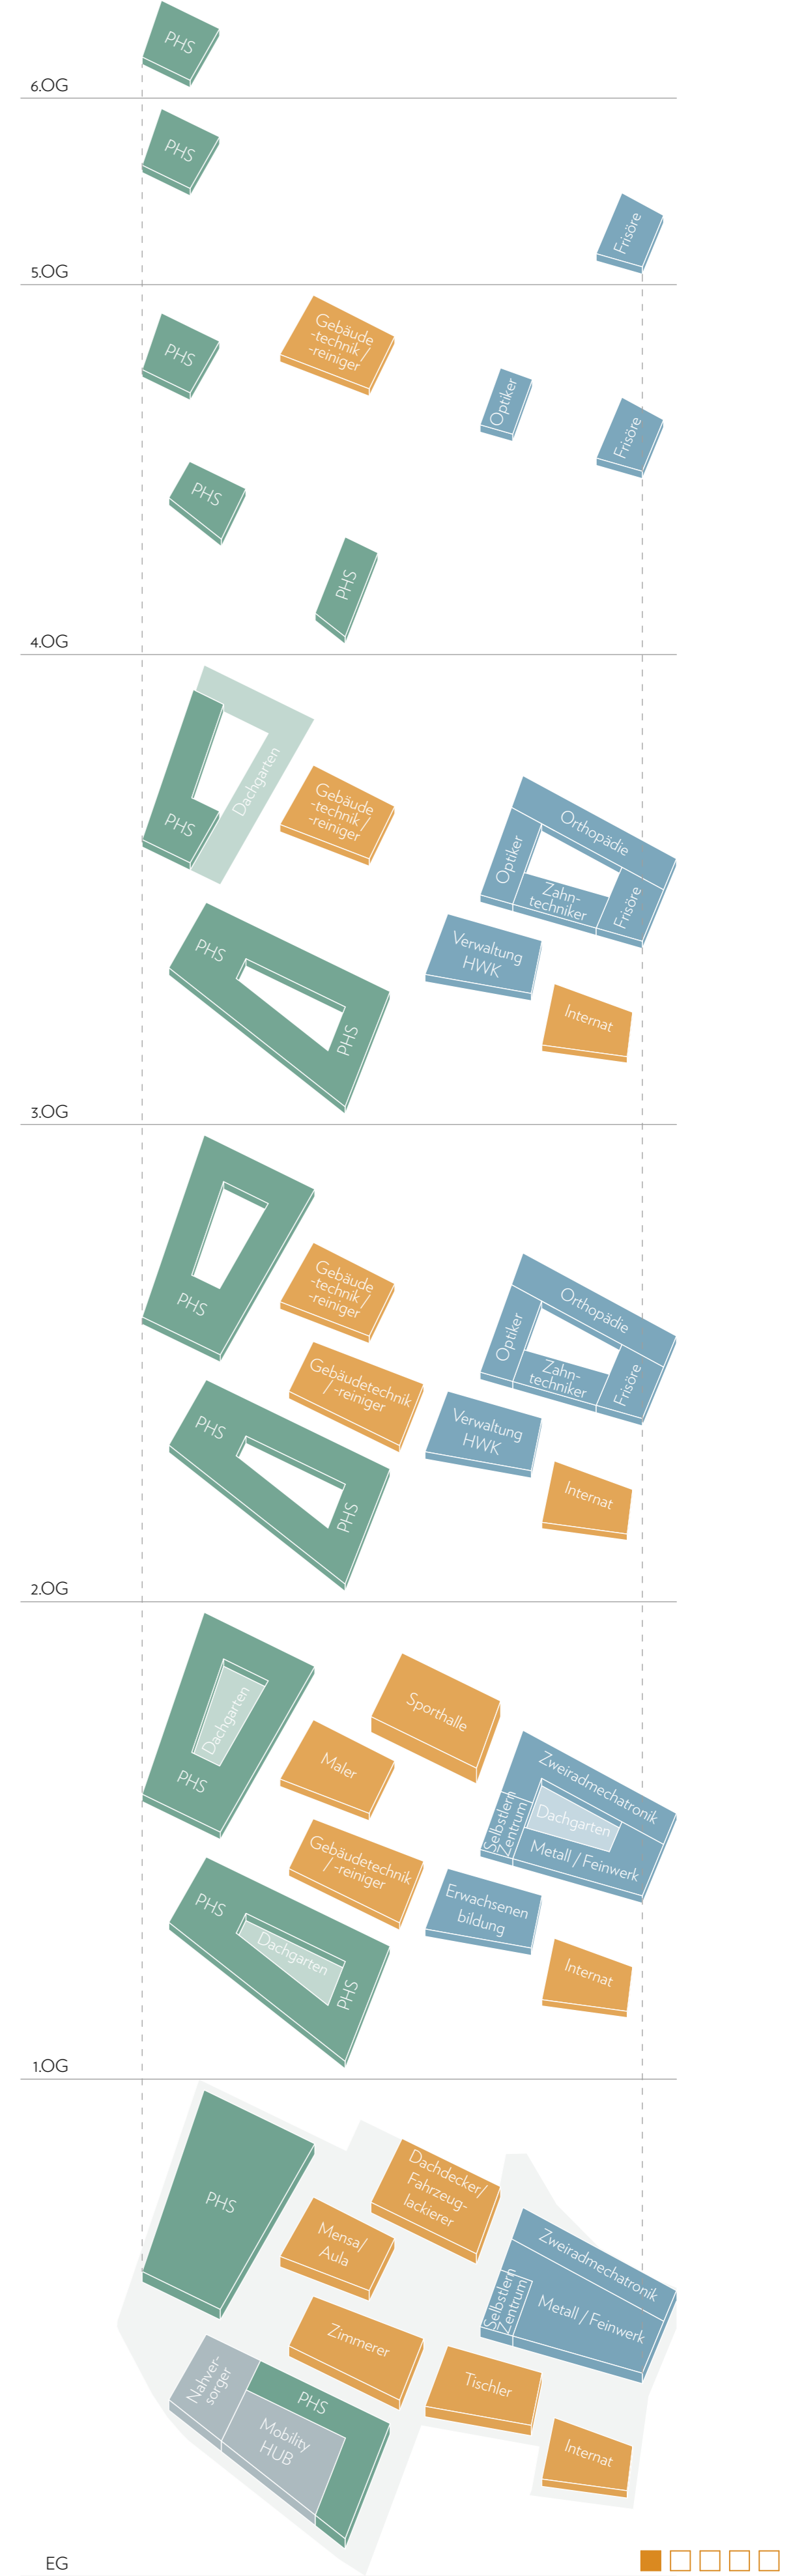 PHS
6.OG
PHS
Frisöre
5.OG
PHS
Gebäude
-technik /
-reiniger
Optiker
Frisöre
PHS
PHS
4.OG
Dachgarten
PHS
Gebäude
-technik /
-reiniger
Orthopädie
Optiker
Zahn-
techniker
Frisöre
PHS
PHS
Verwaltung
HWK
Internat
3.OG
PHS
Gebäude
-technik /
-reiniger
Orthopädie
Optiker
Zahn-
techniker
Frisöre
Gebäudetechnik
/ -reiniger
PHS
PHS
Verwaltung
HWK
Internat
2.OG
Dachgarten
PHS
Sporthalle
Maler
Zweiradmechatronik
Selbstlern
Zentrum
Dachgarten
Metall / Feinwerk
Gebäudetechnik
/ -reiniger
PHS
Dachgarten
PHS
Erwachsenen
bildung
Internat
1.OG
PHS
Dachdecker/
Fahrzeug-
lackierer
Mensa/
Aula
Zweiradmechatronik
Selbstlern
Zentrum
Metall / Feinwerk
Zimmerer
Tischler
Nahver-
sorger
PHS
Mobility
HUB
Internat
EG